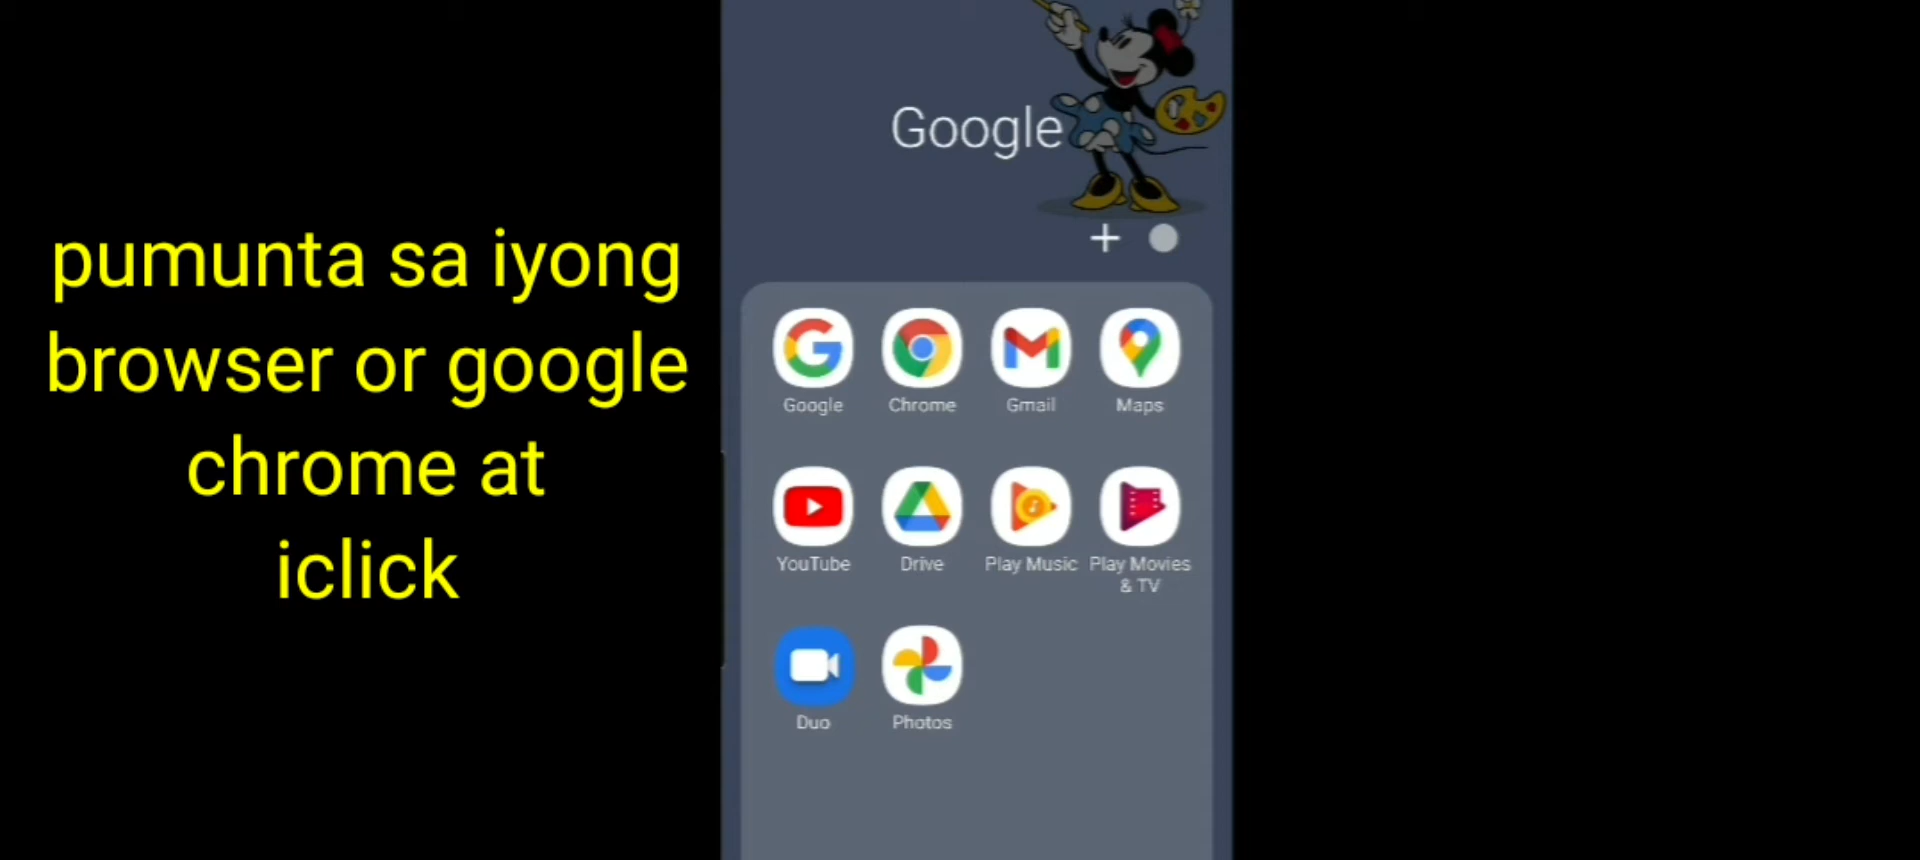 pumunta sa iyong
browser or google
chrome at
iclick
Google
Google Chrome Gmail Maps
YouTube Drive Play Music Play Movies
& TV
Duo Photos